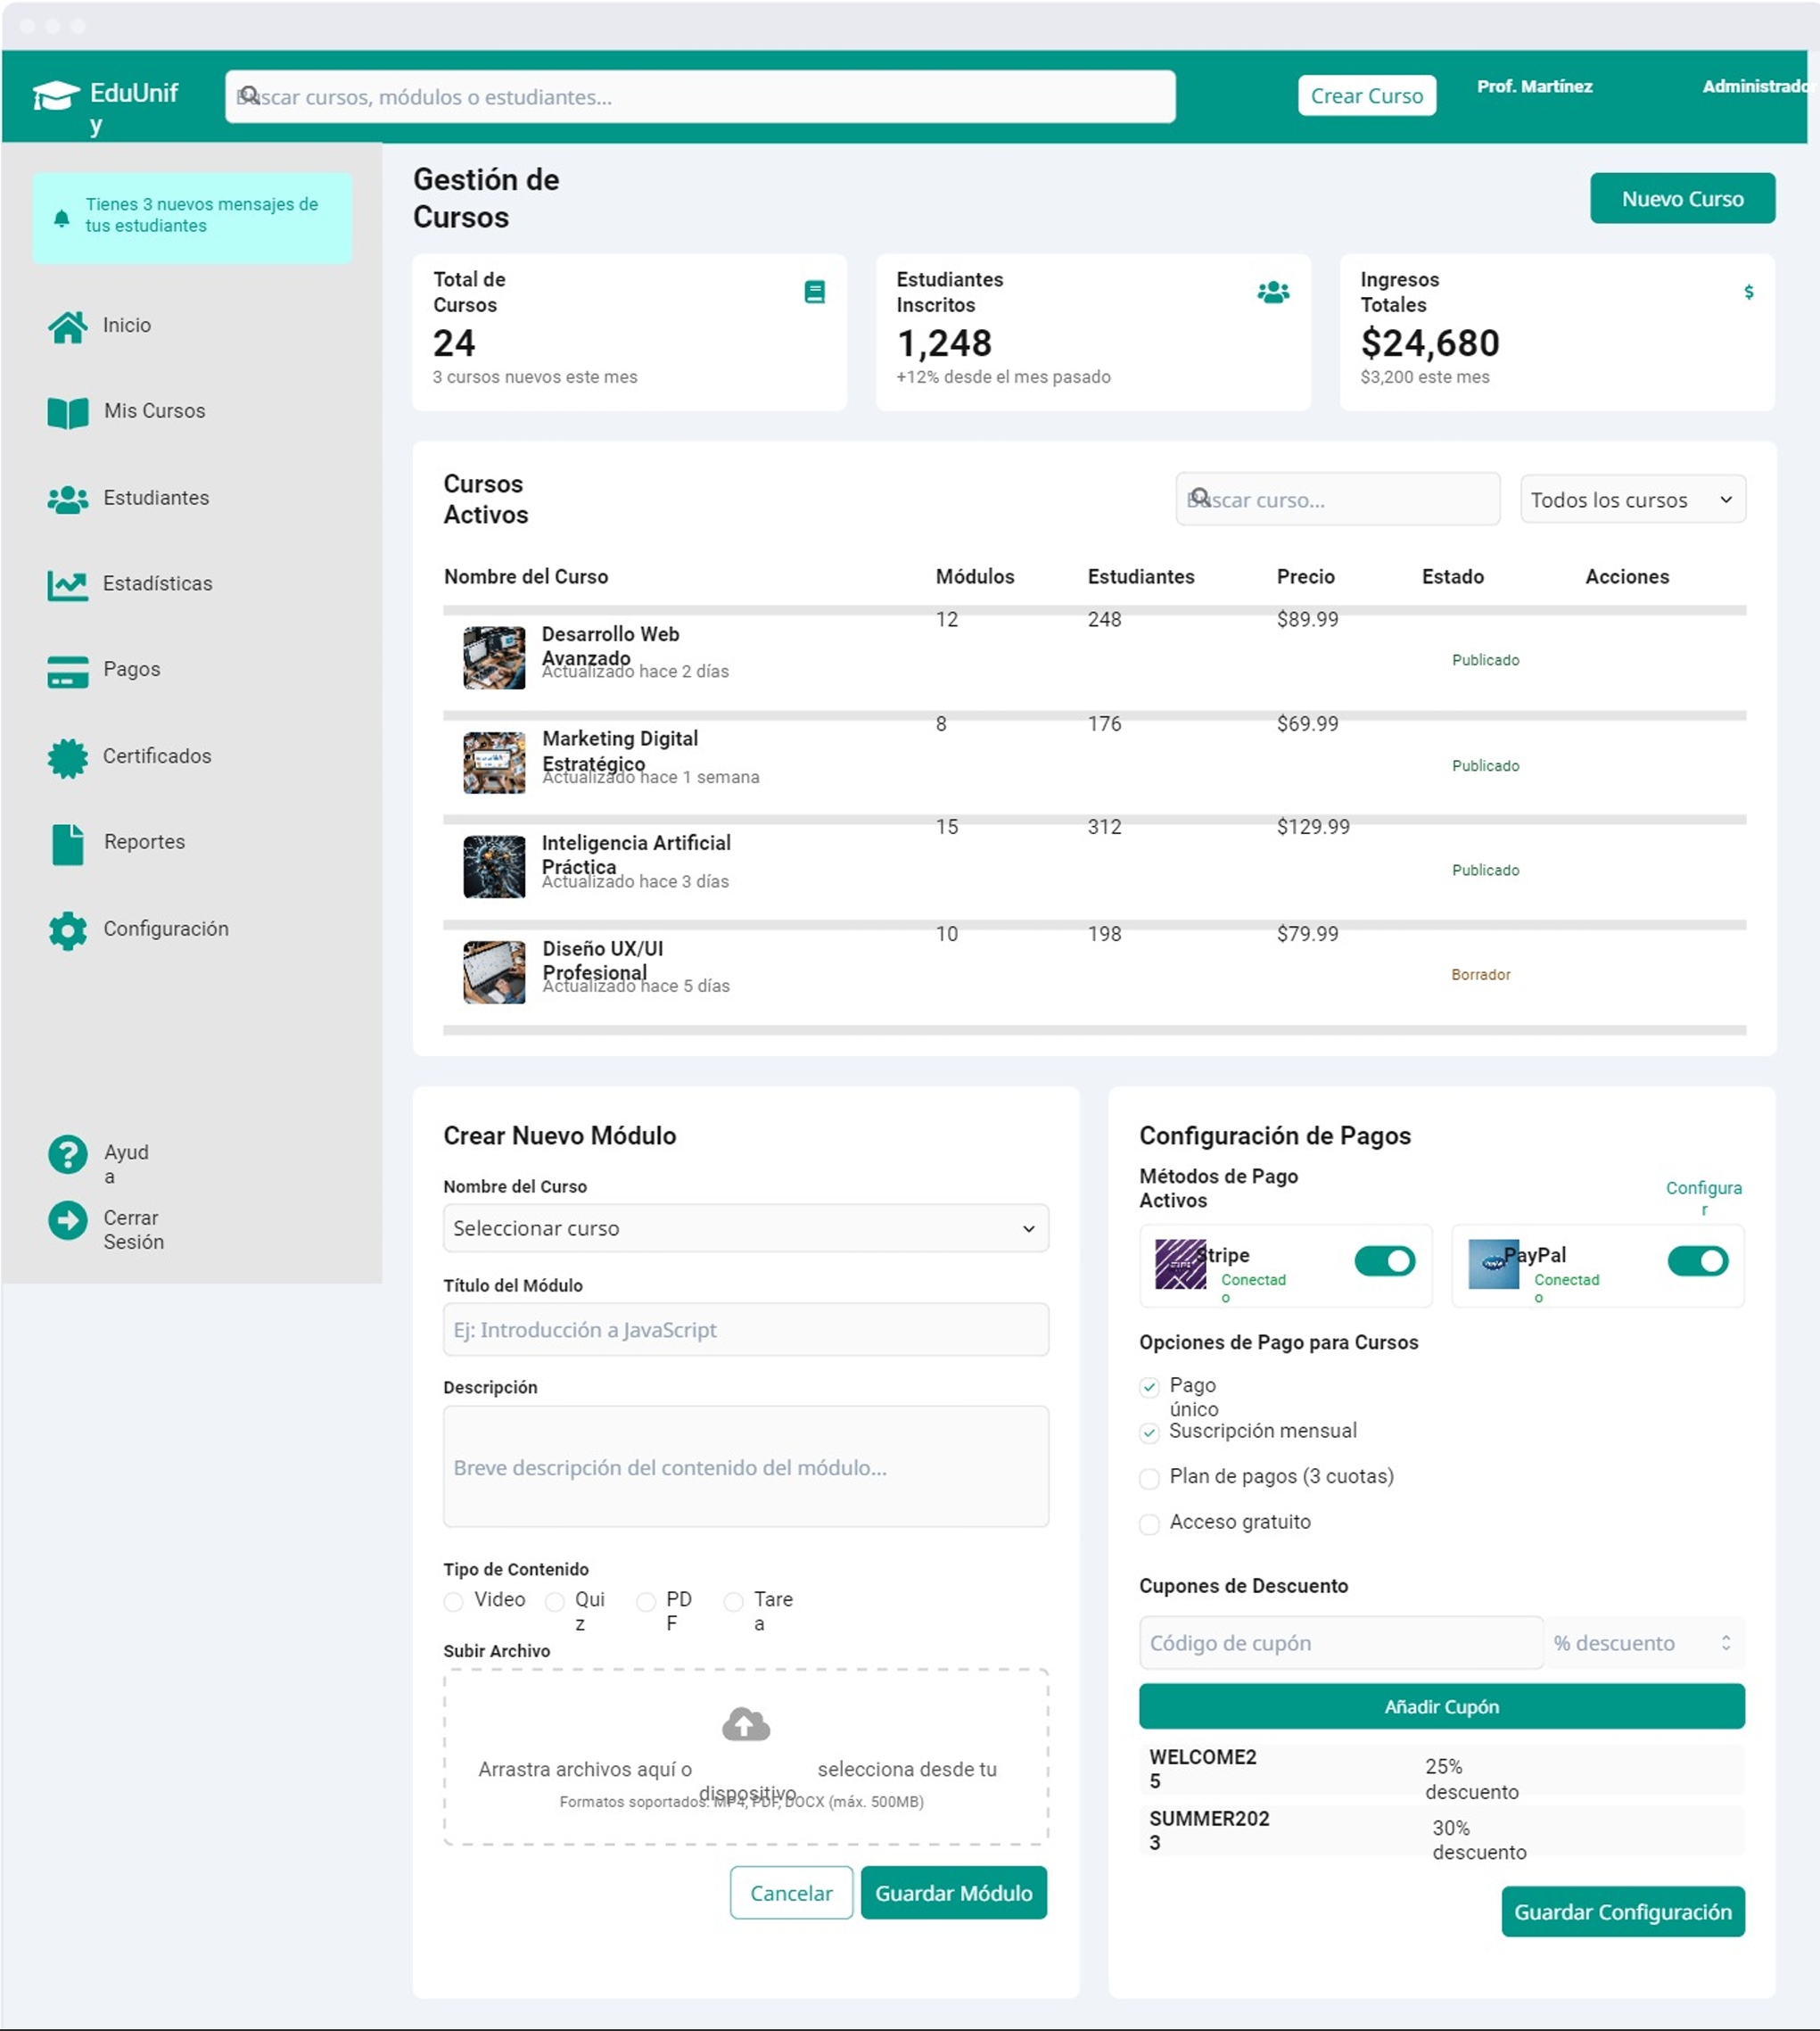 EduUnif
y
Buscar cursos, módulos o estudiantes...
Crear Curso
Prof. Martínez
Administrador
Tienes 3 nuevos mensajes de
tus estudiantes
Inicio
Mis Cursos
Estudiantes
Estadísticas
Pagos
Certificados
Reportes
Configuración
Ayud
a
Cerrar
Sesión
Gestión de
Cursos
Nuevo Curso
Total de
Cursos
24
3 cursos nuevos este mes
Estudiantes
Inscritos
1,248
+12% desde el mes pasado
Ingresos
Totales
$
$24,680
$3,200 este mes
Cursos
Activos
Buscar curso...
Todos los cursos
Nombre del Curso Módulos Estudiantes Precio Estado Acciones
Desarrollo Web
Avanzado
Actualizado hace 2 días
12 248 $89.99 Publicado
Marketing Digital
Estratégico
Actualizado hace 1 semana
8 176 $69.99 Publicado
Inteligencia Artificial
Práctica
Actualizado hace 3 días
15 312 $129.99 Publicado
Diseño UX/UI
Profesional
Actualizado hace 5 días
10 198 $79.99 Borrador
Crear Nuevo Módulo
Nombre del Curso
Seleccionar curso
Título del Módulo
Ej: Introducción a JavaScript
Descripción
Breve descripción del contenido del módulo...
Tipo de Contenido
Video
Qui
z
PD
F
Tare
a
Subir Archivo
Arrastra archivos aquí o selecciona desde tu
dispositivo
Formatos soportados: MP4, PDF, DOCX (máx. 500MB)
Cancelar
Guardar Módulo
Configuración de Pagos
Métodos de Pago
Activos
Configura
r
Stripe
Conectad
o
PayPal
Conectad
o
Opciones de Pago para Cursos
Pago
único
Suscripción mensual
Plan de pagos (3 cuotas)
Acceso gratuito
Cupones de Descuento
Código de cupón
% descuento
Añadir Cupón
WELCOME2
5
25%
descuento
SUMMER202
3
30%
descuento
Guardar Configuración